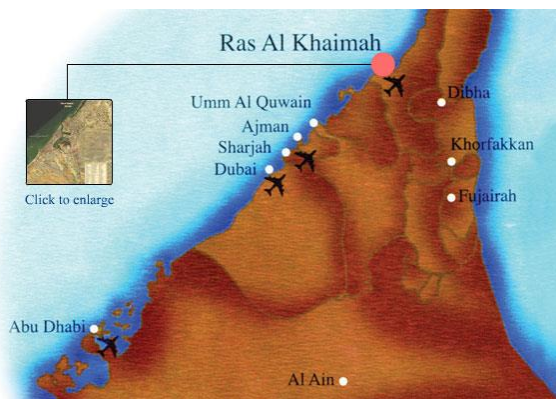 Ras Al Khaimah
Dibha
Umm Al Quwain
Ajman
Sharjah
Khorfakkan
Dubai
Click to enlarge
Fujairah
Abu Dhabi
Al Ain